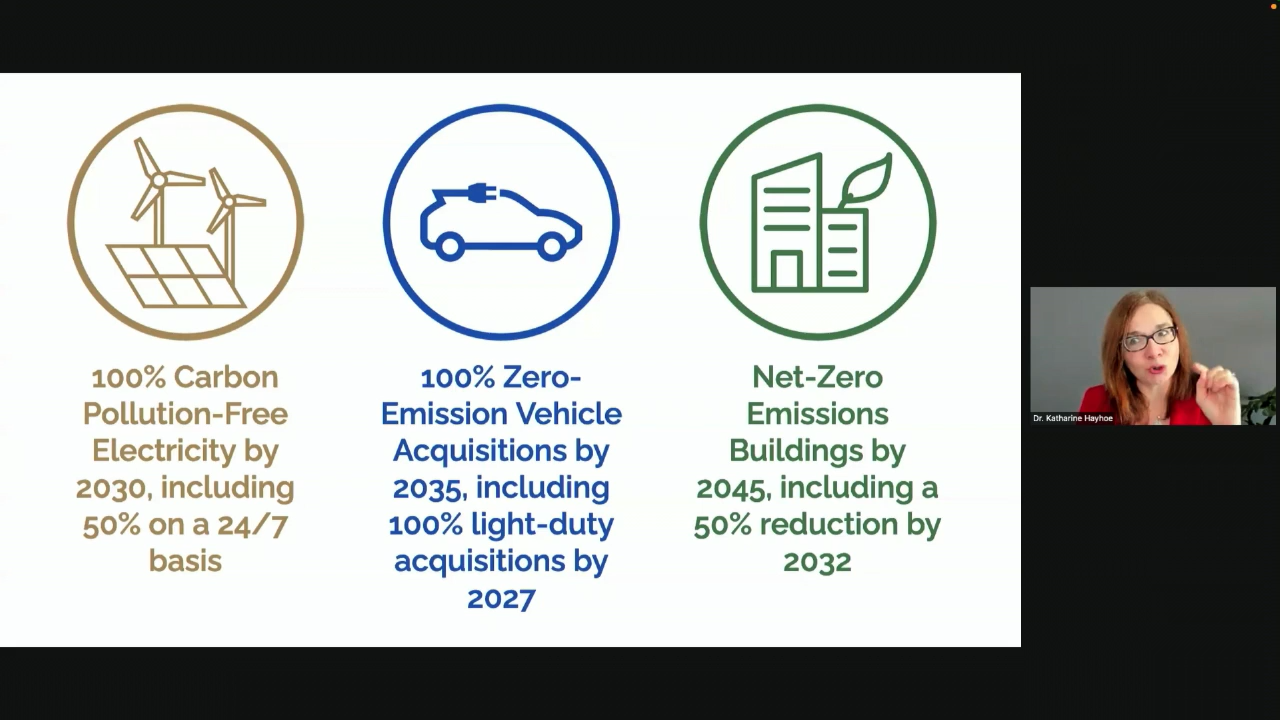 100% Carbon
Pollution-Free
Electricity by
2030, including
50% on a 24/7
basis
100% Zero-
Emission Vehicle
Acquisitions by
2035, including
100% light-duty
acquisitions by
2027
Net-Zero
Emissions
Buildings by
2045, including a
50% reduction by
2032
Dr. Katharine Hayhoe